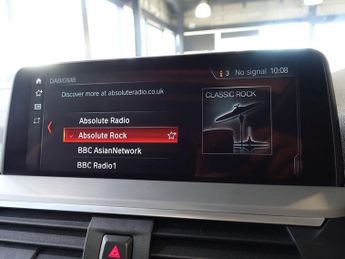 DAB/DMB
3 No signal 10:08
Discover more at absoluteradio.co.uk
Absolute Radio
Absolute Rock
BBC AsianNetwork
BBC Radio1
CLASSIC ROCK